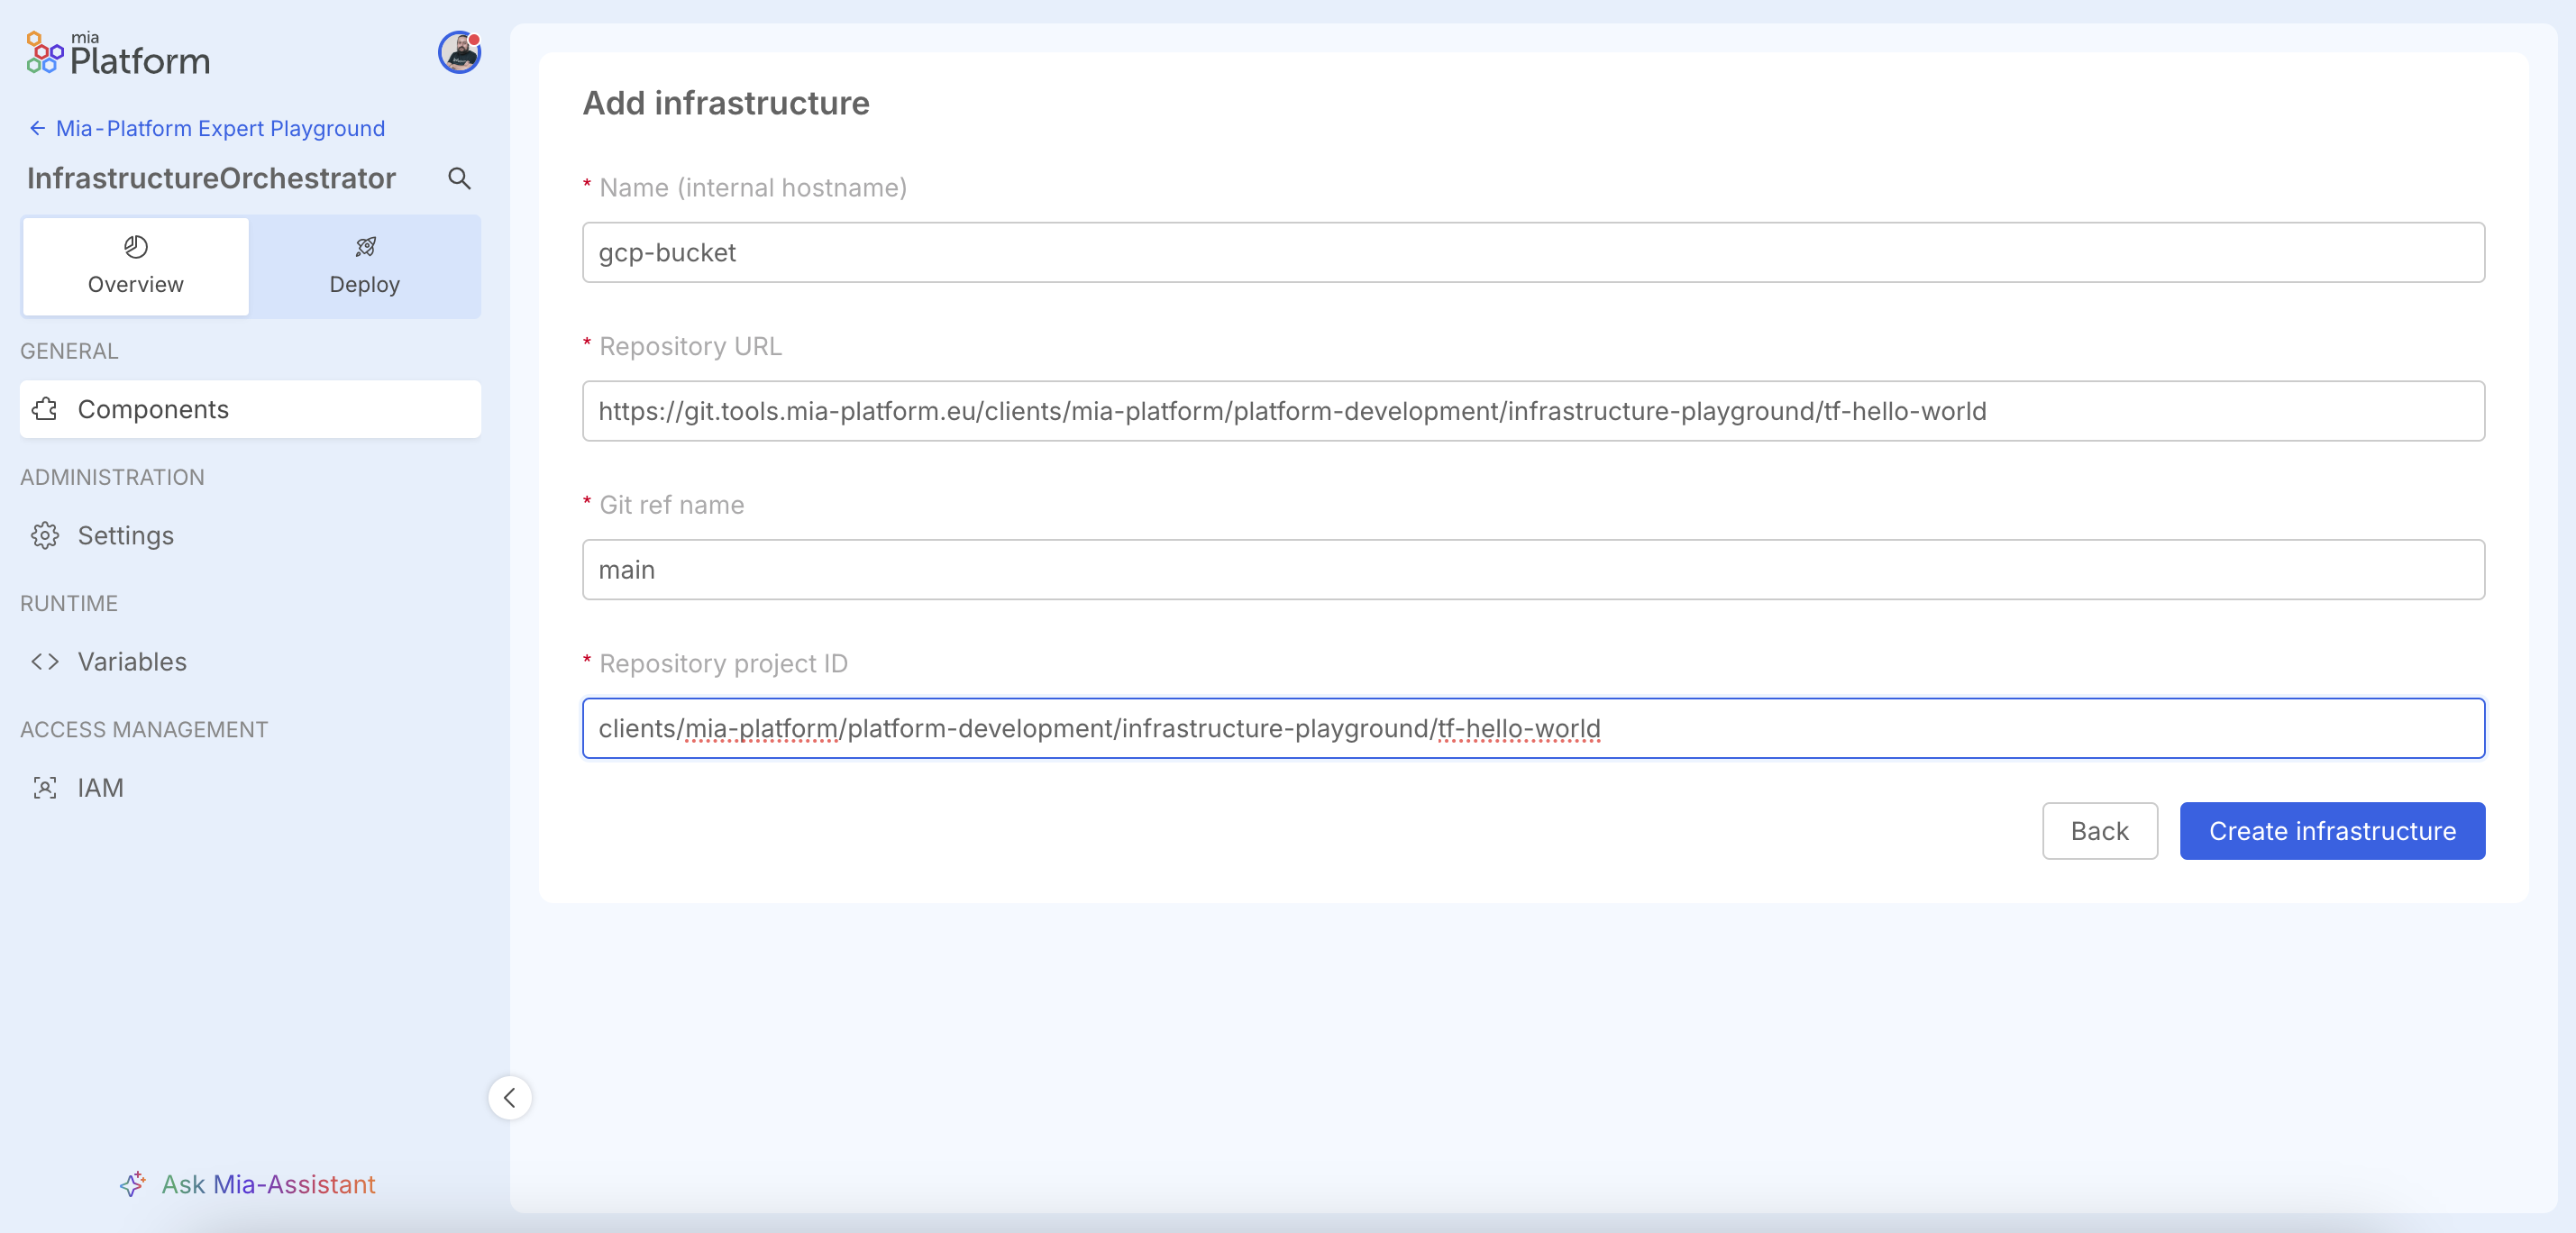 mia
Platform
← Mia-Platform Expert Playground
InfrastructureOrchestrator
Overview
Deploy
GENERAL
Components
ADMINISTRATION
Settings
RUNTIME
Variables
ACCESS MANAGEMENT
IAM
Ask Mia-Assistant
Add infrastructure
* Name (internal hostname)
gcp-bucket
* Repository URL
https://git.tools.mia-platform.eu/clients/mia-platform/platform-development/infrastructure-playground/tf-hello-world
* Git ref name
main
* Repository project ID
clients/mia-platform/platform-development/infrastructure-playground/tf-hello-world
Back
Create infrastructure